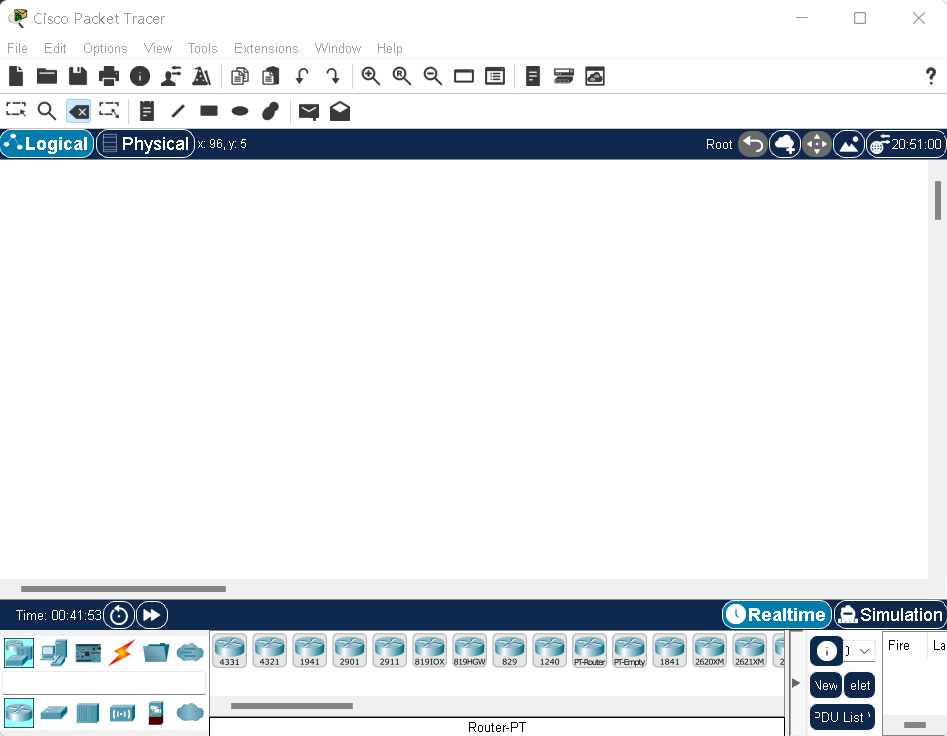 Cisco Packet Tracer
File Edit Options View Tools Extensions Window Help
Logical Physical x: 96, y: 5 Root 20:51:00
Time: 00:41:53 Realtime Simulation
4331 4321 1941 2901 2911 819IOX 819HGW 829 1240 PT-Router PT-Empty 1841 2620XM 2621XM 2
Fire La
New elet
PDU List
Router-PT